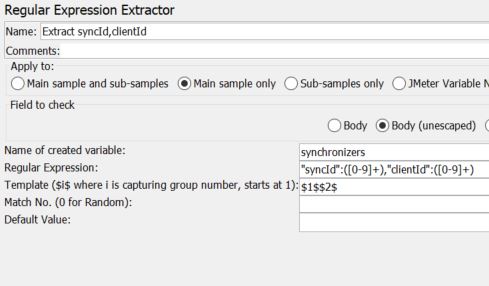 Regular Expression Extractor
Name: Extract syncId,clientId
Comments:
Apply to:
Main sample and sub-samples Main sample only Sub-samples only JMeter Variable N
Field to check
Body Body (unescaped)
Name of created variable: synchronizers
Regular Expression: "syncId":([0-9]+),"clientId":([0-9]+)
Template ($i$ where i is capturing group number, starts at 1): $1$$2$
Match No. (0 for Random):
Default Value: